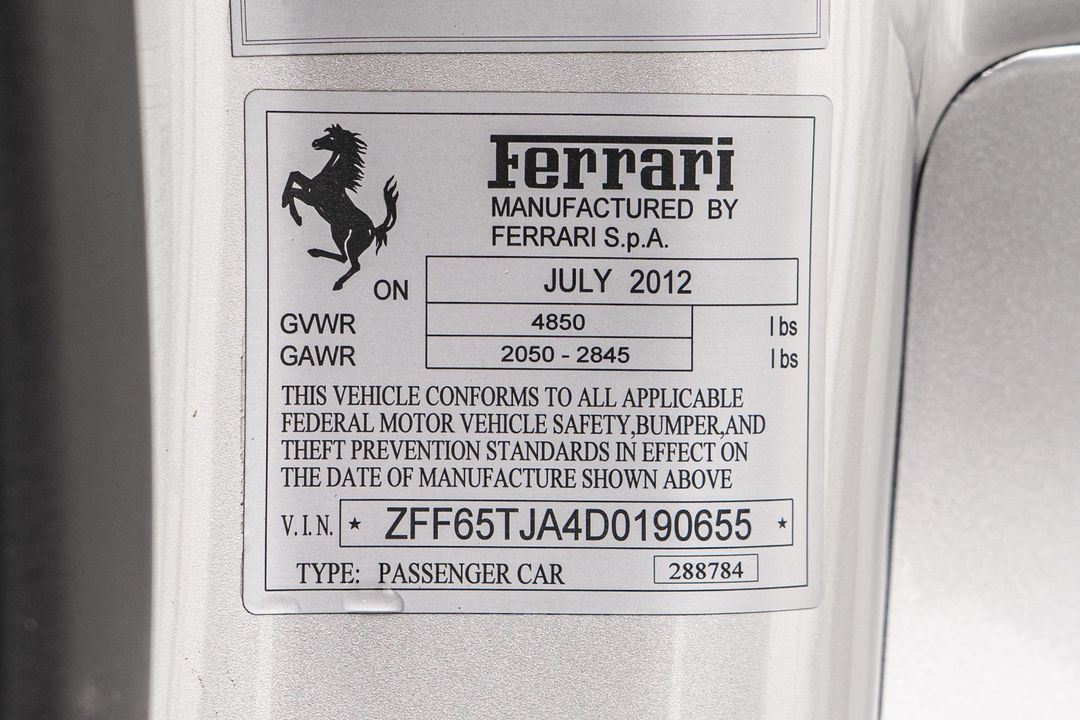 Ferrari
MANUFACTURED BY
FERRARI S.p.A.
ON JULY 2012
GVWR 4850 lbs
GAWR 2050 - 2845 lbs
THIS VEHICLE CONFORMS TO ALL APPLICABLE
FEDERAL MOTOR VEHICLE SAFETY,BUMPER,AND
THEFT PREVENTION STANDARDS IN EFFECT ON
THE DATE OF MANUFACTURE SHOWN ABOVE
V.I.N. ★ ZFF65TJA4D0190655 ★
TYPE: PASSENGER CAR 288784